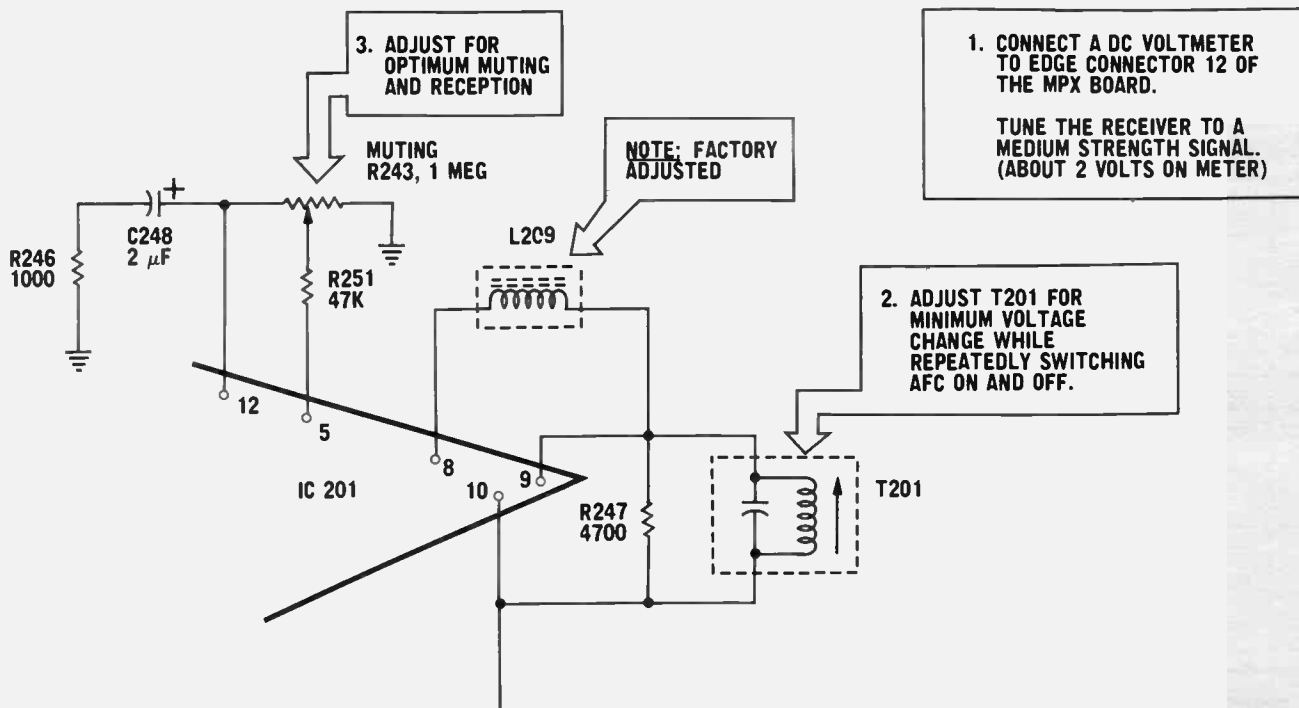 3. ADJUST FOR
OPTIMUM MUTING
AND RECEPTION
1. CONNECT A DC VOLTMETER
TO EDGE CONNECTOR 12 OF
THE MPX BOARD.
TUNE THE RECEIVER TO A
MEDIUM STRENGTH SIGNAL.
(ABOUT 2 VOLTS ON METER)
MUTING
R243, 1 MEG
NOTE: FACTORY
ADJUSTED
+
C248
2 μF
R246
1000
R251
47K
L209
2. ADJUST T201 FOR
MINIMUM VOLTAGE
CHANGE WHILE
REPEATEDLY SWITCHING
AFC ON AND OFF.
12
5
8
9
10
IC 201
R247
4700
T201